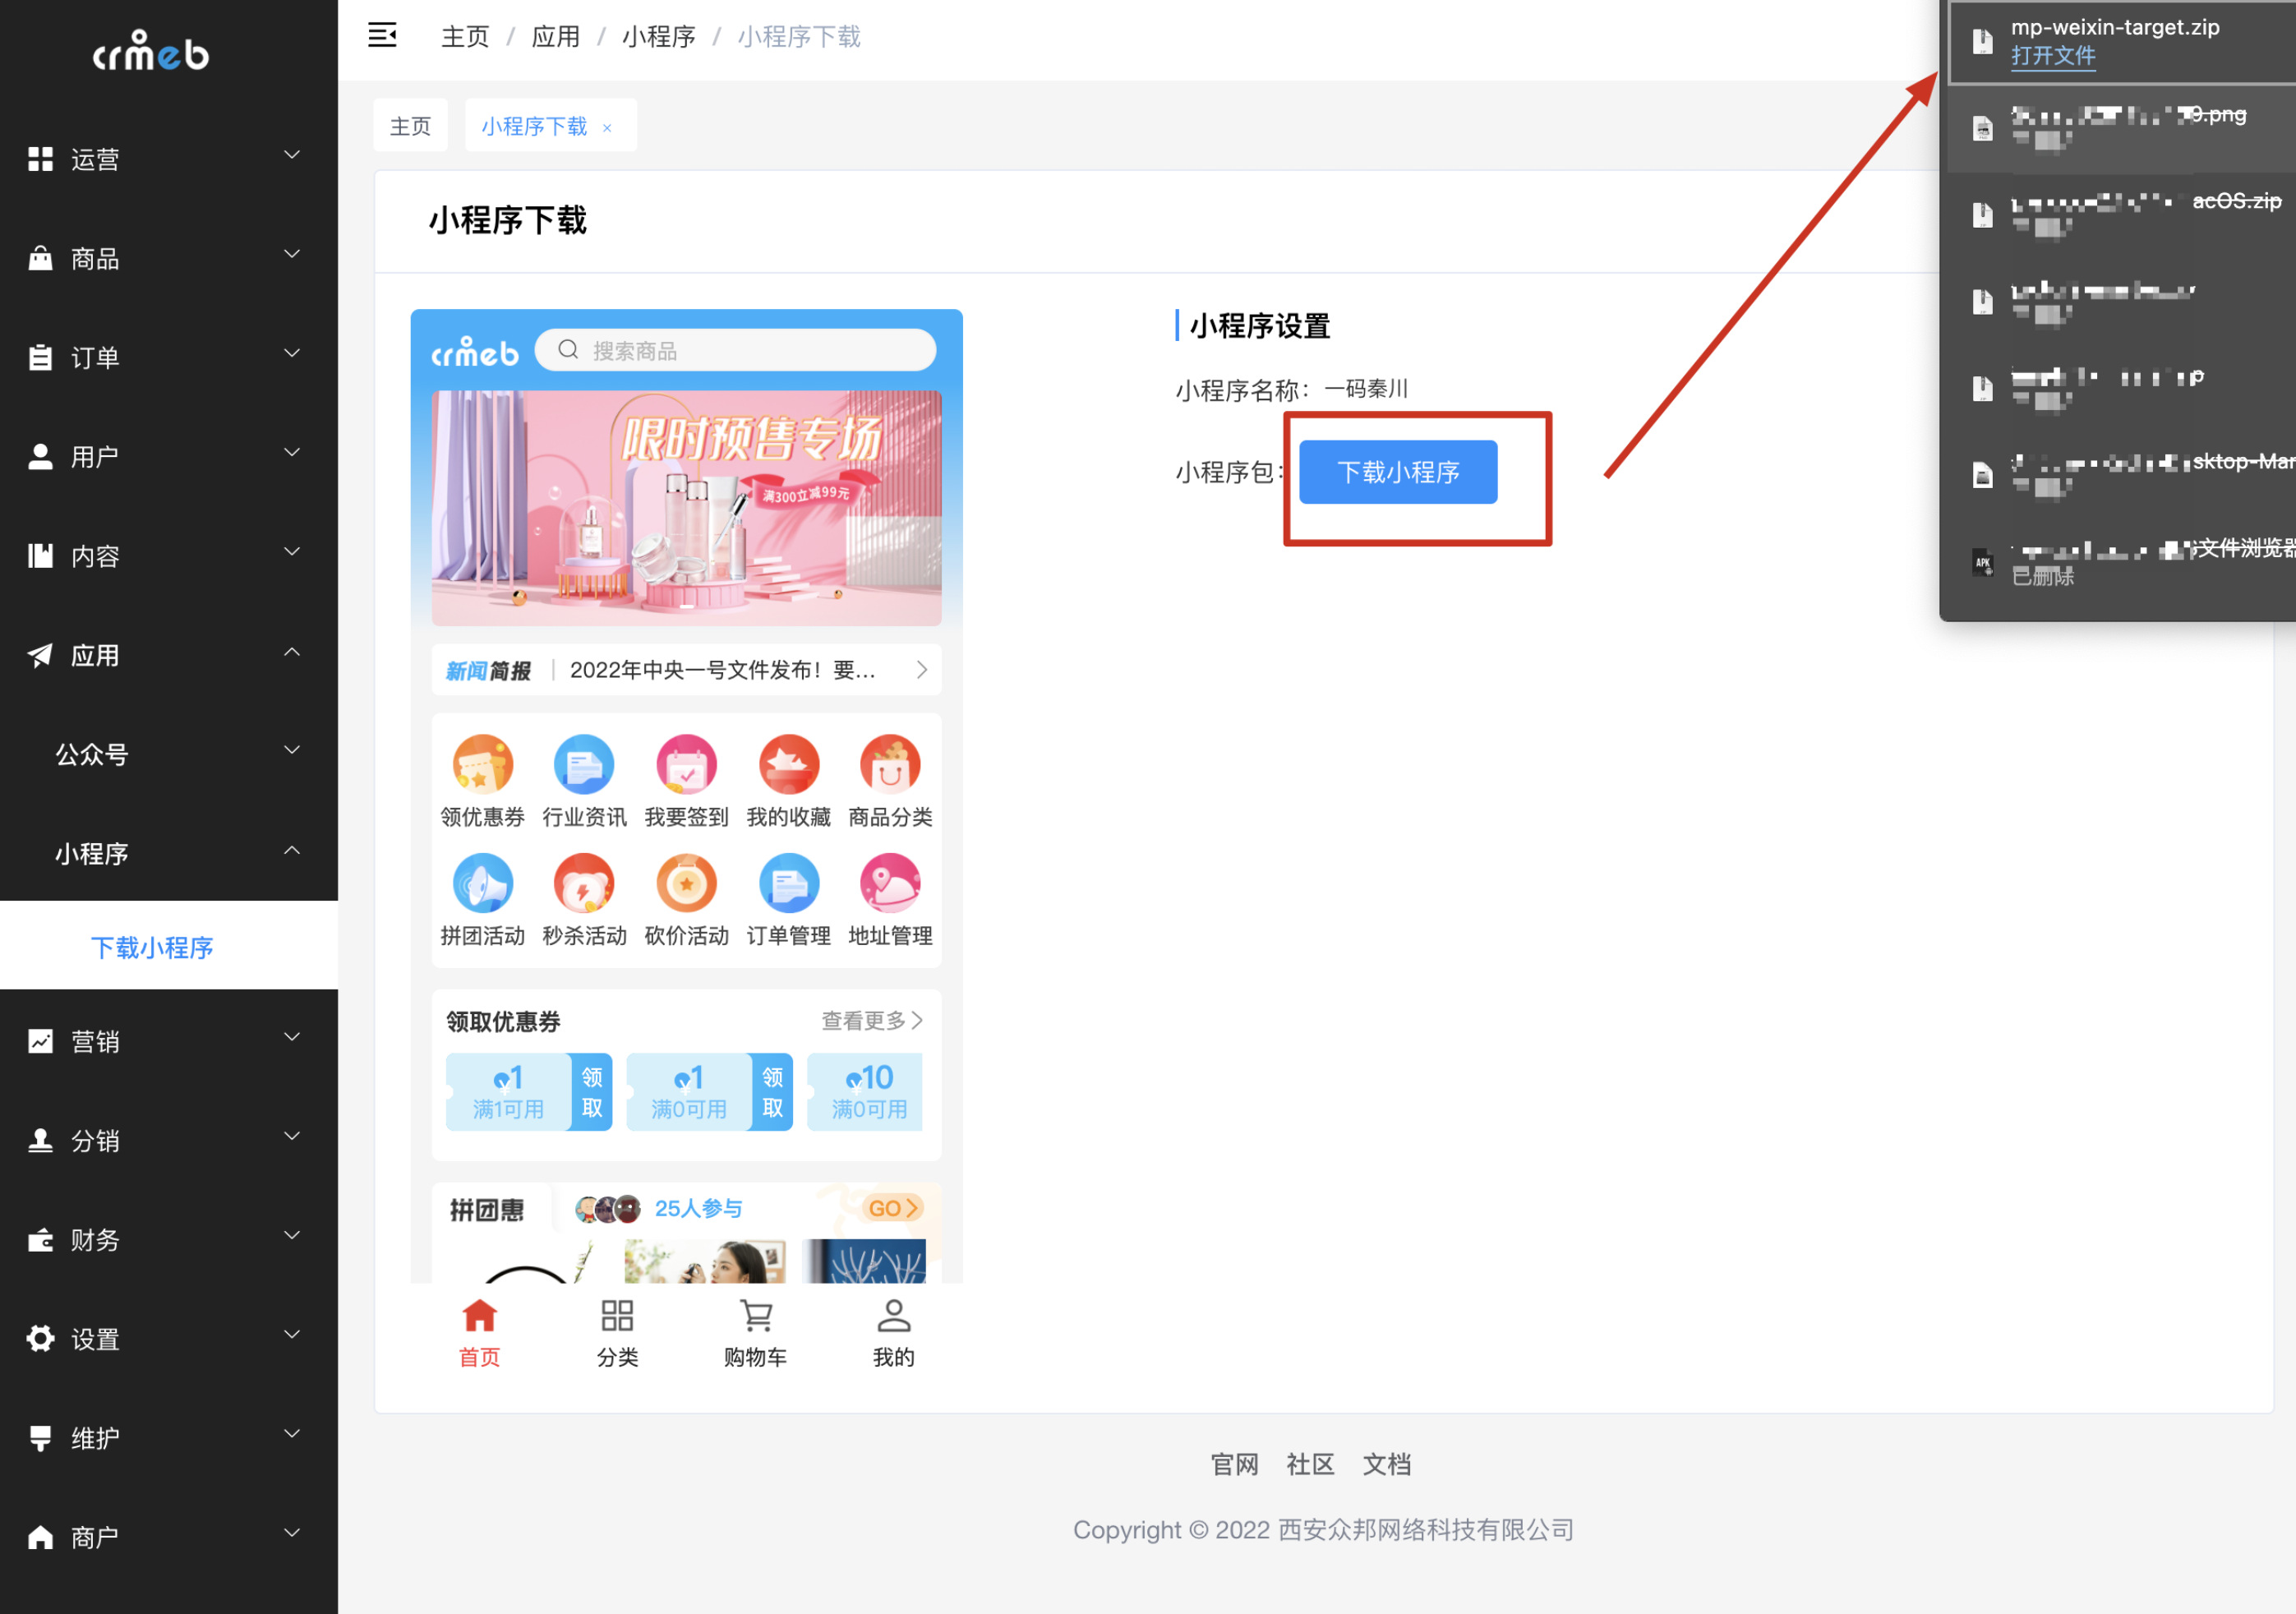 crmeb
运营
商品
订单
用户
内容
应用
公众号
小程序
下载小程序
营销
分销
财务
设置
维护
商户
主页 / 应用 / 小程序 / 小程序下载
主页
小程序下载 ×
小程序下载
crmeb
搜索商品
限时预售专场
满300立减99元
新闻简报
2022年中央一号文件发布！要...
领优惠券 行业资讯 我要签到 我的收藏 商品分类
拼团活动 秒杀活动 砍价活动 订单管理 地址管理
领取优惠券
查看更多
¥1
满1可用
领取
¥1
满0可用
领取
¥10
满0可用
拼团惠
25人参与
GO
首页 分类 购物车 我的
小程序设置
小程序名称： 一码秦川
小程序包：
下载小程序
mp-weixin-target.zip
打开文件
.png
acOS.zip
p
sktop-Mar
文件浏览器
APK
已删除
官网 社区 文档
Copyright © 2022 西安众邦网络科技有限公司